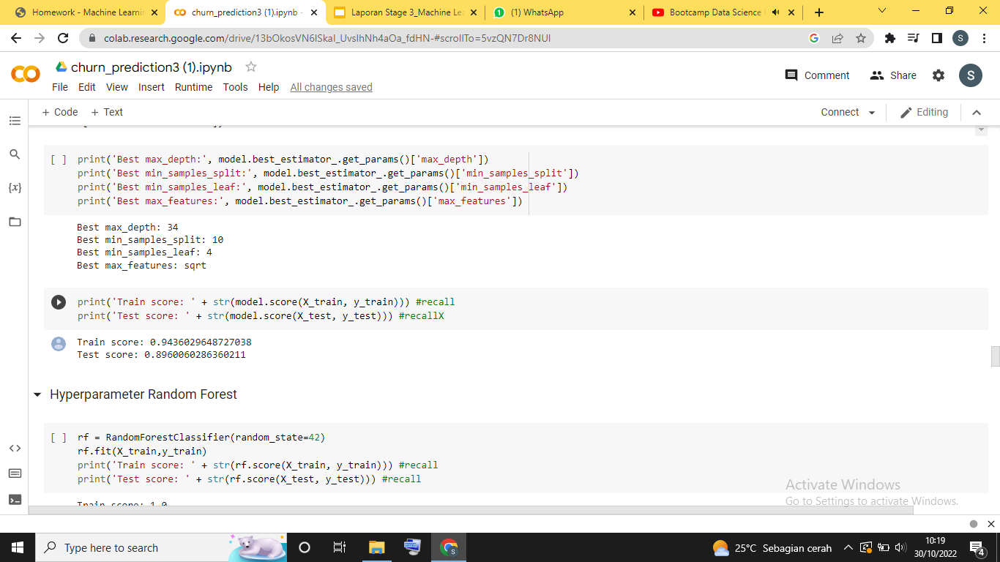 Homework - Machine Learnin
churn_prediction3 (1).ipynb -
Laporan Stage 3_Machine Le
(1) WhatsApp
Bootcamp Data Science
colab.research.google.com/drive/13bOkosVN6ISkaI_UvsIhNh4aOa_fdHN-#scrollTo=5vzQN7Dr8NUI
S
churn_prediction3 (1).ipynb
Comment
Share
S
File Edit View Insert Runtime Tools Help All changes saved
+ Code + Text
Connect
Editing
[ ] print('Best max_depth:', model.best_estimator_.get_params()['max_depth'])
print('Best min_samples_split:', model.best_estimator_.get_params()['min_samples_split'])
print('Best min_samples_leaf:', model.best_estimator_.get_params()['min_samples_leaf'])
print('Best max_features:', model.best_estimator_.get_params()['max_features'])
Best max_depth: 34
Best min_samples_split: 10
Best min_samples_leaf: 4
Best max_features: sqrt
{x}
print('Train score: ' + str(model.score(X_train, y_train))) #recall
print('Test score: ' + str(model.score(X_test, y_test))) #recallX
Train score: 0.9436029648727038
Test score: 0.8960060286360211
Hyperparameter Random Forest
[ ] rf = RandomForestClassifier(random_state=42)
rf.fit(X_train,y_train)
print('Train score: ' + str(rf.score(X_train, y_train))) #recall
print('Test score: ' + str(rf.score(X_test, y_test))) #recall
Train score: 1.0
Activate Windows
Go to Settings to activate Windows.
Type here to search
25°C Sebagian cerah
10:19
30/10/2022
4